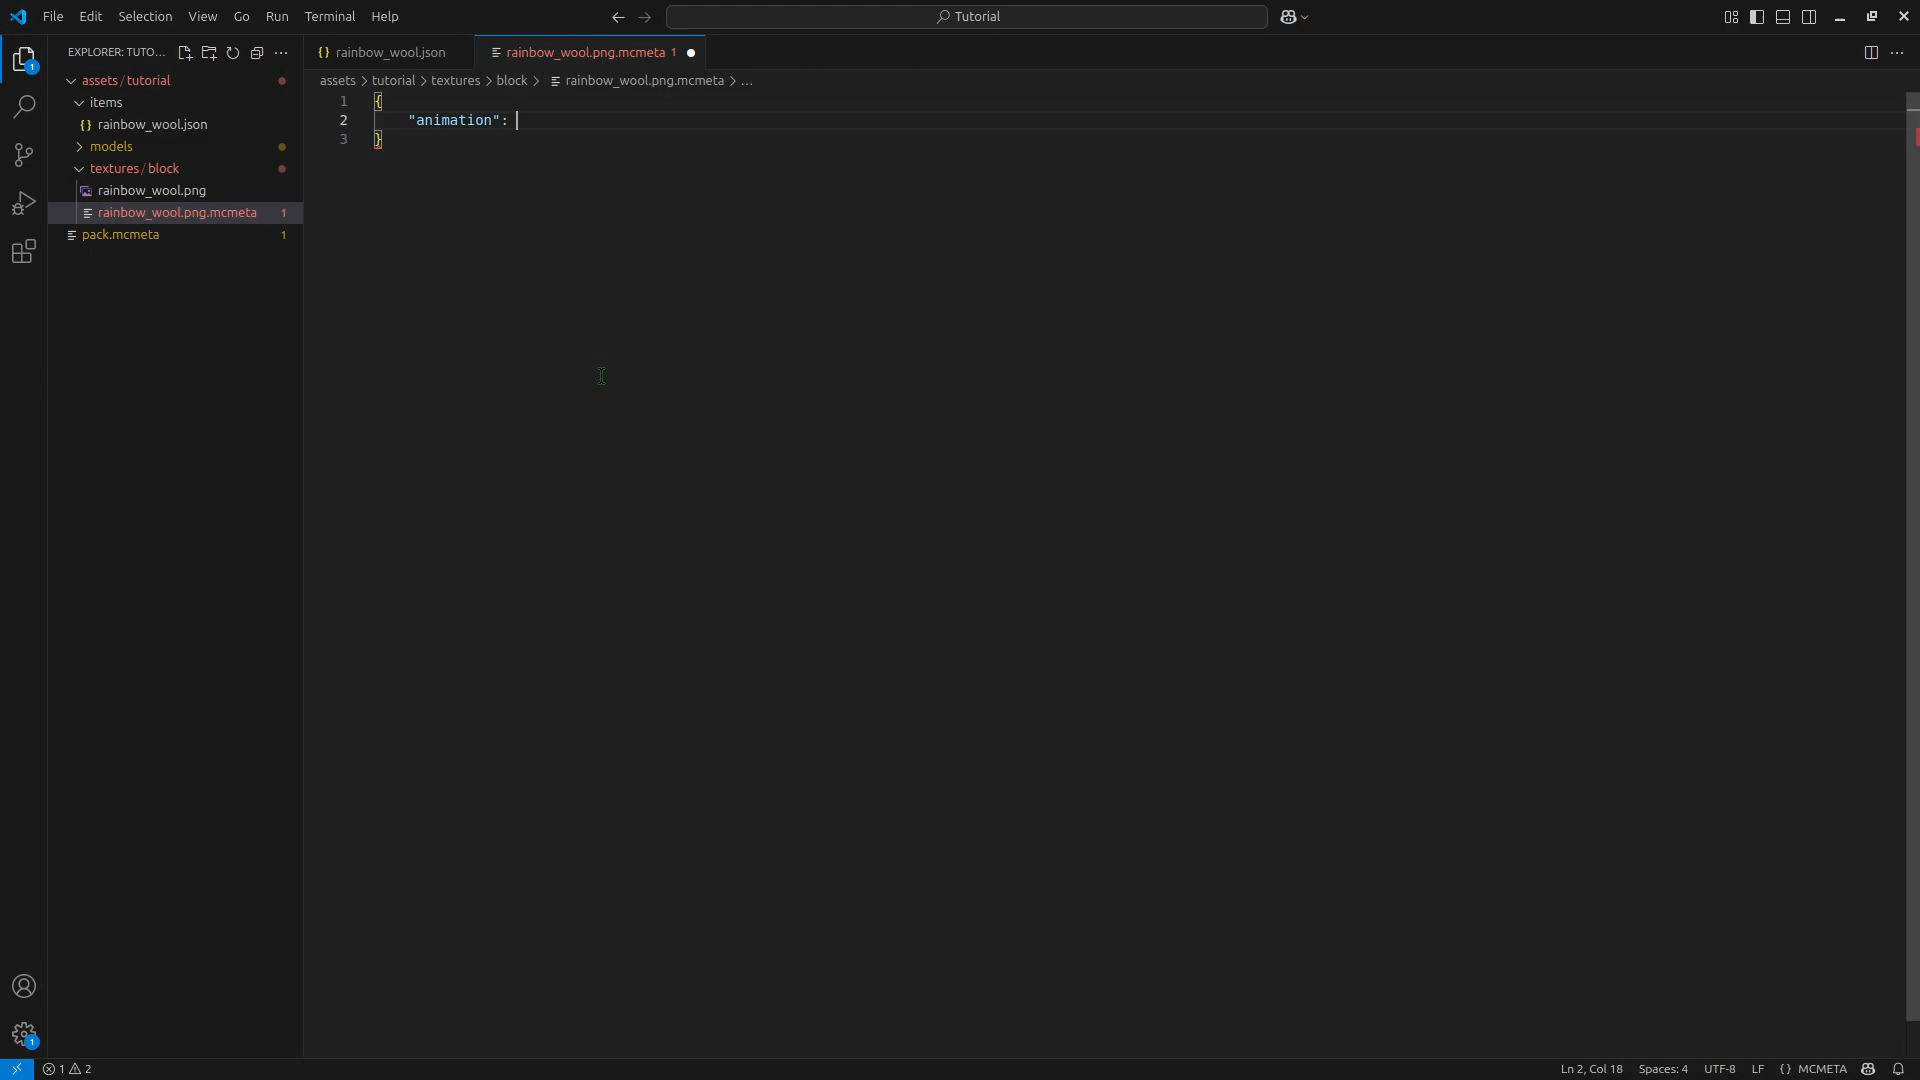 File Edit Selection View Go Run Terminal Help
Tutorial
EXPLORER: TUTO...
rainbow_wool.json
rainbow_wool.png.mcmeta 1
assets / tutorial
items
rainbow_wool.json
models
textures / block
rainbow_wool.png
rainbow_wool.png.mcmeta 1
pack.mcmeta 1
assets > tutorial > textures > block > rainbow_wool.png.mcmeta > ...
1 {
2 "animation":
3 }
1
1
1 2
Ln 2, Col 18 Spaces: 4 UTF-8 LF {} MCMETA